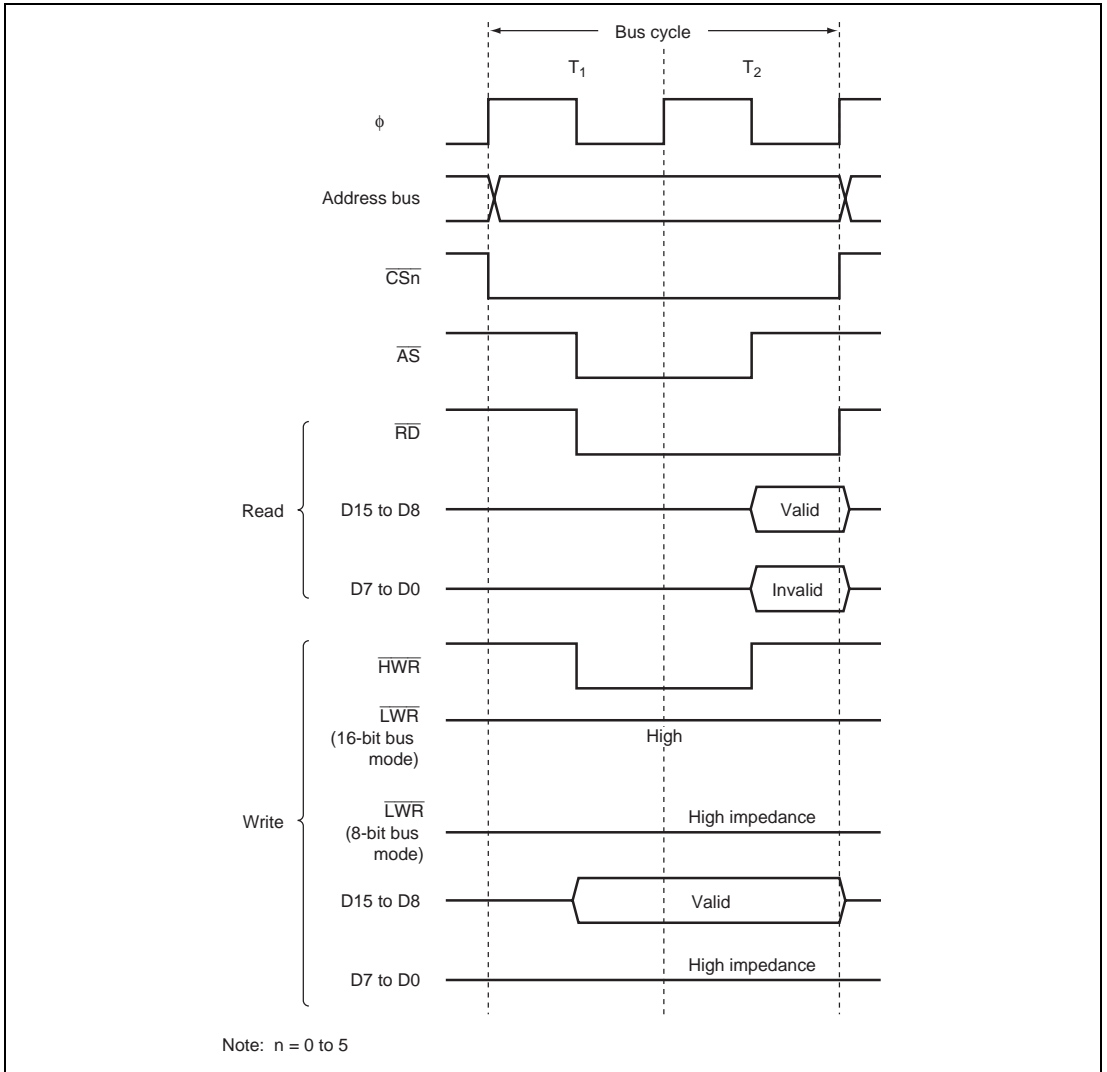 Bus cycle
T1 T2
ϕ
Address bus
CSn
AS
RD
Read
D15 to D8
Valid
D7 to D0
Invalid
HWR
LWR
(16-bit bus
mode)
High
Write
LWR
(8-bit bus
mode)
High impedance
D15 to D8
Valid
D7 to D0
High impedance
Note: n = 0 to 5